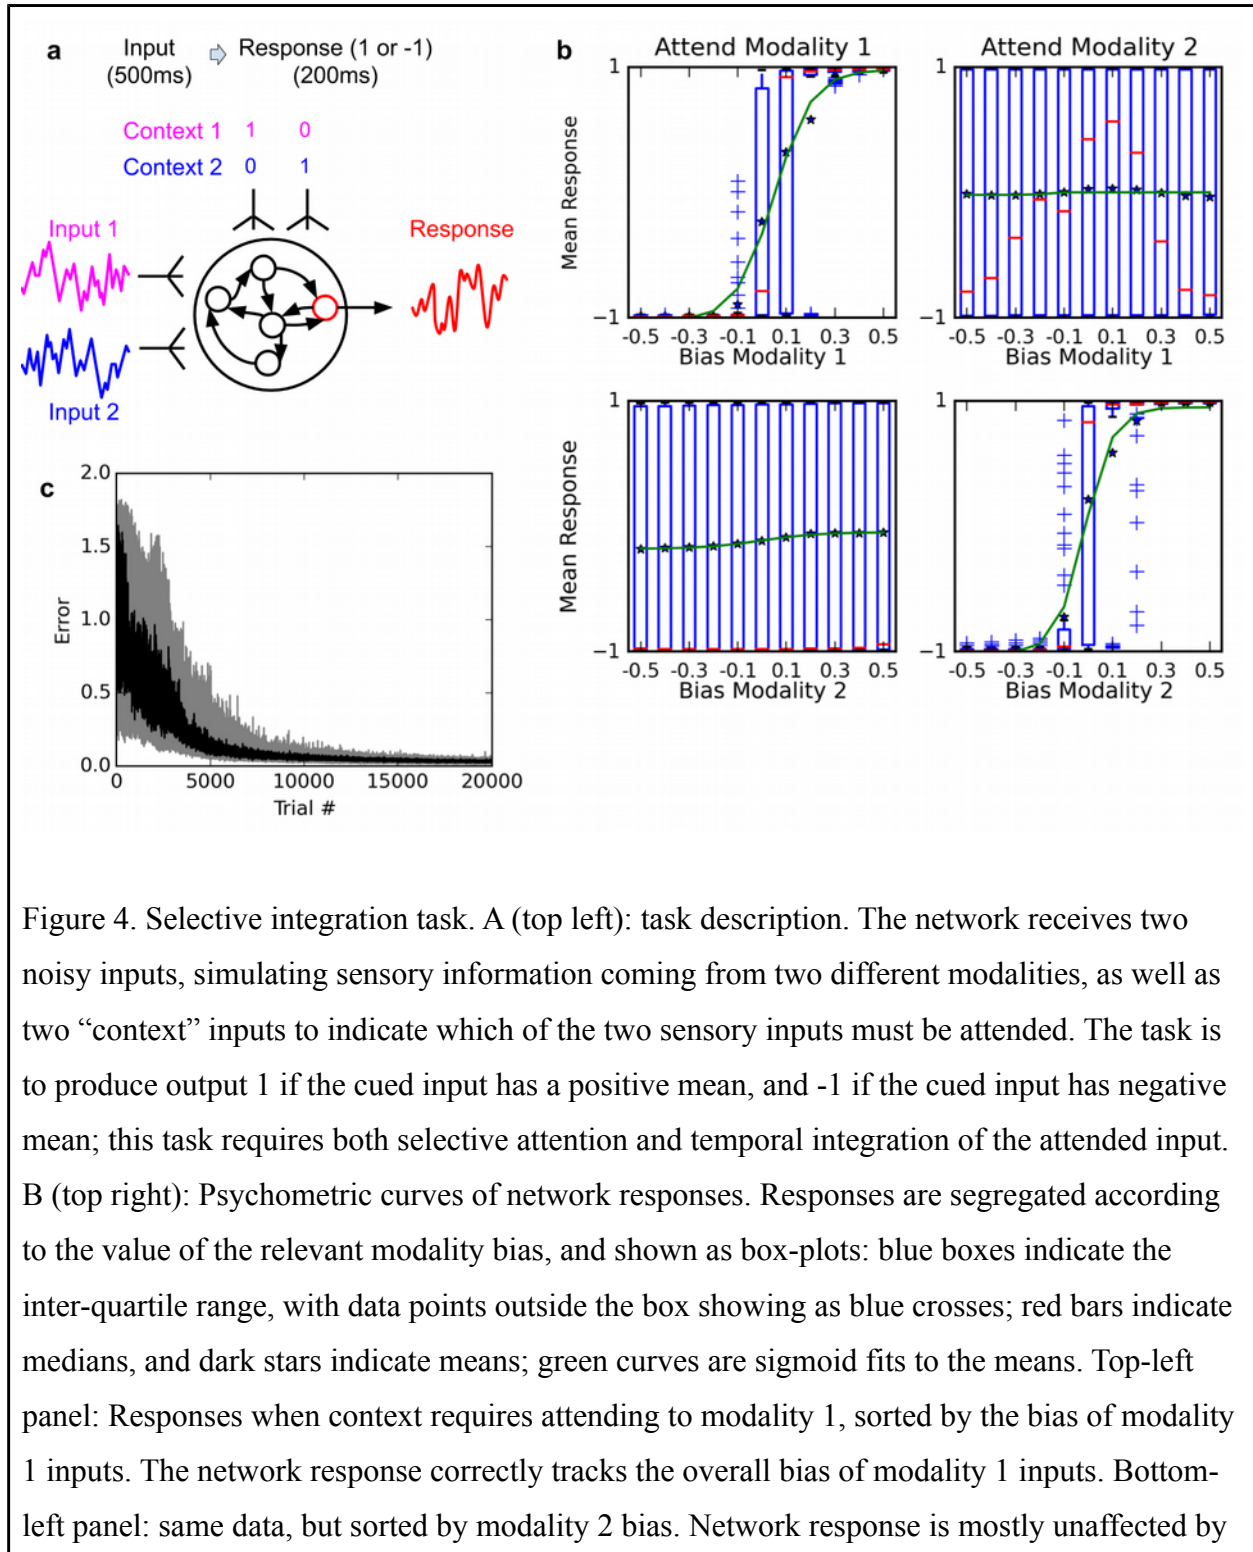 a
Input
(500ms)
Response (1 or -1)
(200ms)
Context 1 1 0
Context 2 0 1
Input 1
Response
Input 2
b
Attend Modality 1
Attend Modality 2
Mean Response
1
−1
-0.5 -0.3 -0.1 0.1 0.3 0.5
Bias Modality 1
1
−1
-0.5 -0.3 -0.1 0.1 0.3 0.5
Bias Modality 1
Mean Response
1
−1
-0.5 -0.3 -0.1 0.1 0.3 0.5
Bias Modality 2
1
−1
-0.5 -0.3 -0.1 0.1 0.3 0.5
Bias Modality 2
c
Error
2.0
1.5
1.0
0.5
0.0
0 5000 10000 15000 20000
Trial #
Figure 4. Selective integration task. A (top left): task description. The network receives two
noisy inputs, simulating sensory information coming from two different modalities, as well as
two “context” inputs to indicate which of the two sensory inputs must be attended. The task is
to produce output 1 if the cued input has a positive mean, and -1 if the cued input has negative
mean; this task requires both selective attention and temporal integration of the attended input.
B (top right): Psychometric curves of network responses. Responses are segregated according
to the value of the relevant modality bias, and shown as box-plots: blue boxes indicate the
inter-quartile range, with data points outside the box showing as blue crosses; red bars indicate
medians, and dark stars indicate means; green curves are sigmoid fits to the means. Top-left
panel: Responses when context requires attending to modality 1, sorted by the bias of modality
1 inputs. The network response correctly tracks the overall bias of modality 1 inputs. Bottom-
left panel: same data, but sorted by modality 2 bias. Network response is mostly unaffected by